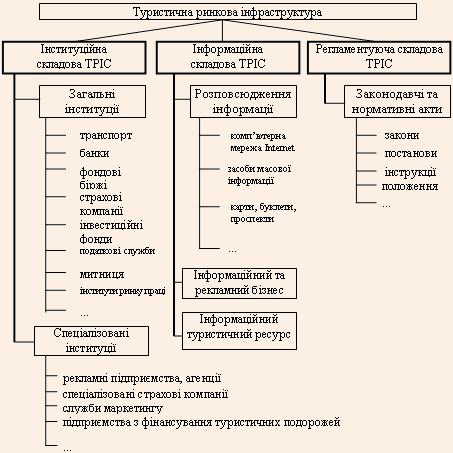 Туристична ринкова інфраструктура
Інституційна
складова ТРІС
Загальні
інституції
транспорт
банки
фондові
біржі
страхові
компанії
інвестиційні
фонди
податкові служби
митниця
інститути ринку праці
...
Спеціалізовані
інституції
рекламні підприємства, агенції
спеціалізовані страхові компанії
служби маркетингу
підприємства з фінансування туристичних подорожей
...
Інформаційна
складова ТРІС
Розповсюдження
інформації
комп'ютерна
мережа Internet
засоби масової
інформації
карти, буклети,
проспекти
...
Інформаційний та
рекламний бізнес
Інформаційний
туристичний ресурс
Регламентуюча складова
ТРІС
Законодавчі та
нормативні акти
закони
постанови
інструкції
положення
...